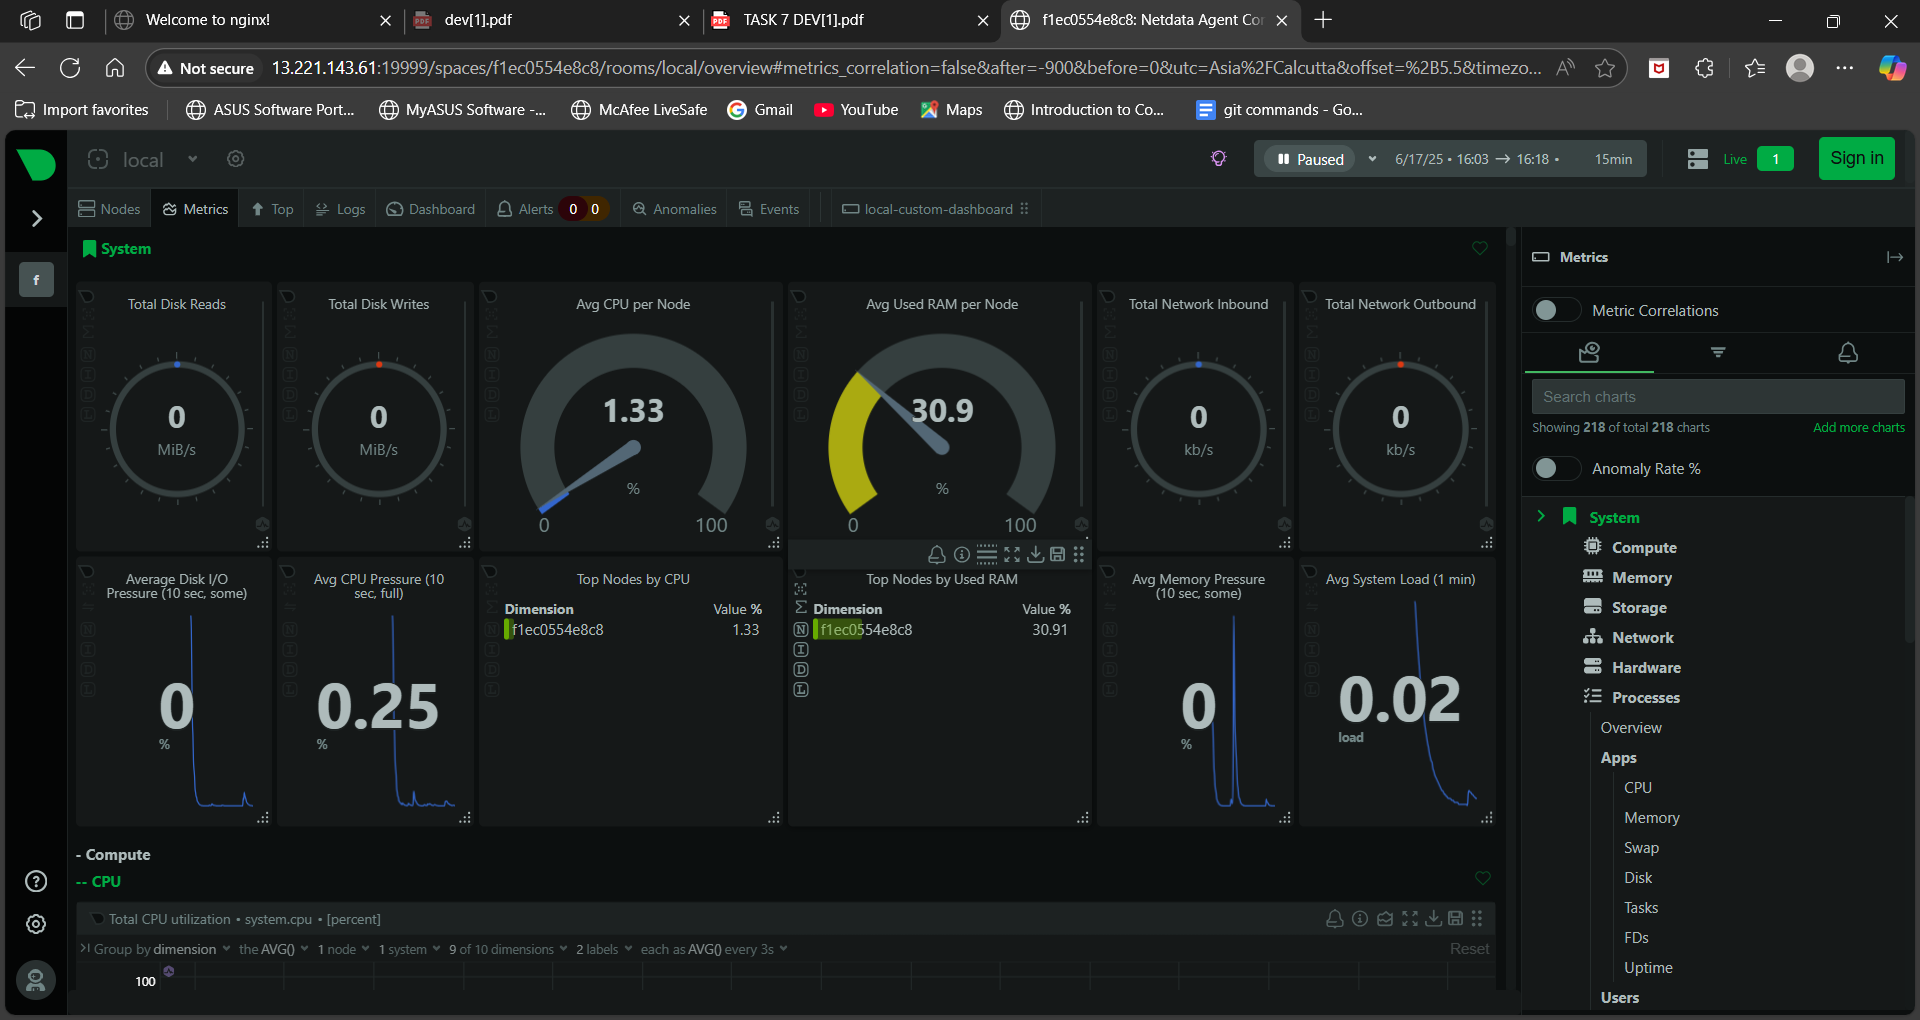 Welcome to nginx!
dev[1].pdf
TASK 7 DEV[1].pdf
f1ec0554e8c8: Netdata Agent Co
Not secure
13.221.143.61:19999/spaces/f1ec0554e8c8/rooms/local/overview#metrics_correlation=false&after=-900&before=0&utc=Asia%2FCalcutta&offset=%2B5.5&timezo...
Import favorites
ASUS Software Port...
MyASUS Software -...
McAfee LiveSafe
Gmail
YouTube
Maps
Introduction to Co...
git commands - Go...
local
Paused
6/17/25 • 16:03 → 16:18 •
15min
Live
1
Sign in
Nodes
Metrics
Top
Logs
Dashboard
Alerts
0
0
Anomalies
Events
local-custom-dashboard
f
System
Total Disk Reads
0
MiB/s
Total Disk Writes
0
MiB/s
Avg CPU per Node
1.33
%
0
100
Avg Used RAM per Node
30.9
%
0
100
Total Network Inbound
0
kb/s
Total Network Outbound
0
kb/s
Average Disk I/O
Pressure (10 sec, some)
0
%
Avg CPU Pressure (10
sec, full)
0.25
%
Top Nodes by CPU
Dimension
Value %
f1ec0554e8c8
1.33
Top Nodes by Used RAM
Dimension
Value %
f1ec0554e8c8
30.91
Avg Memory Pressure
(10 sec, some)
0
%
Avg System Load (1 min)
0.02
load
- Compute
-- CPU
Total CPU utilization • system.cpu • [percent]
Group by dimension
the AVG()
1 node
1 system
9 of 10 dimensions
2 labels
each as AVG() every 3s
Reset
100
Metrics
Metric Correlations
Search charts
Showing 218 of total 218 charts
Add more charts
Anomaly Rate %
System
Compute
Memory
Storage
Network
Hardware
Processes
Overview
Apps
CPU
Memory
Swap
Disk
Tasks
FDs
Uptime
Users